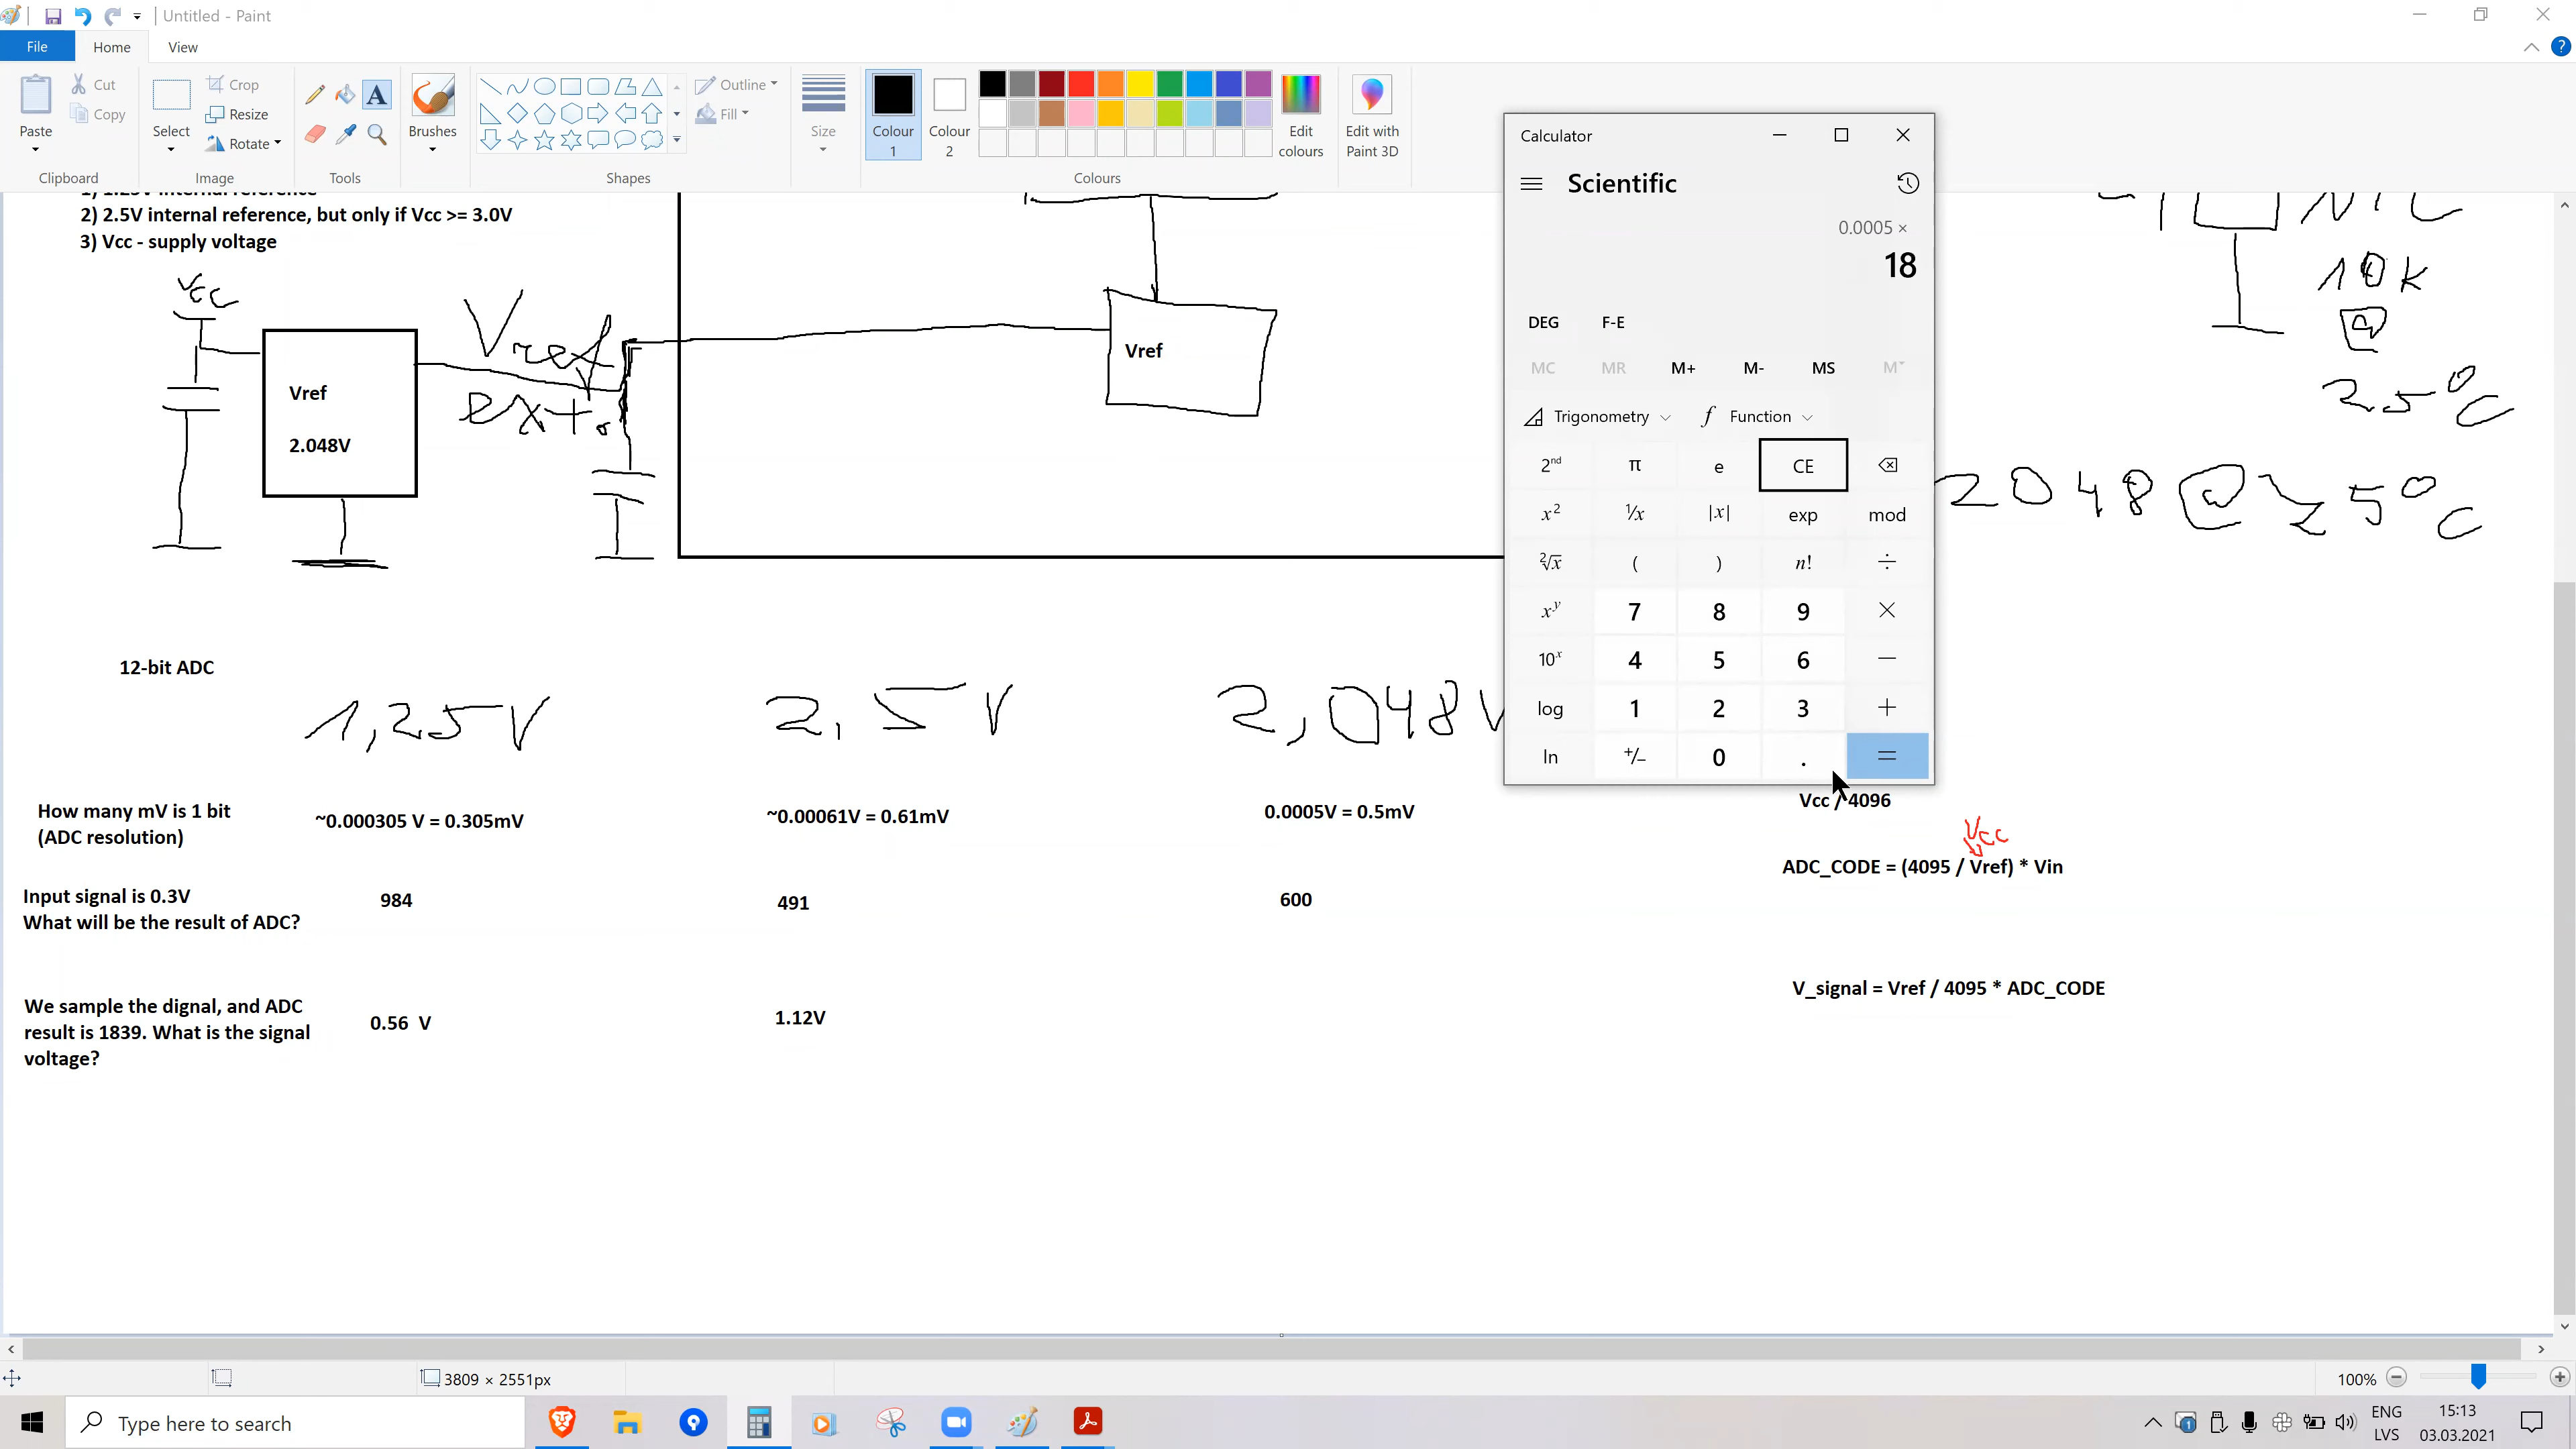 Untitled - Paint
File
Home
View
Paste
Cut
Copy
Clipboard
Select
Crop
Resize
Rotate
Image
A
Tools
Brushes
Shapes
Outline
Fill
Size
Colour 1
Colour 2
Edit colours
Edit with Paint 3D
Colours
1) 1.25V internal reference
2) 2.5V internal reference, but only if Vcc >= 3.0V
3) Vcc - supply voltage
Vcc
Vref
2.048V
Vref
ext.
Vref
NTC
10k
@
25°C
2048@25°C
Calculator
Scientific
0.0005 ×
18
DEG F-E
MC MR M+ M- MS M˅
Trigonometry Function
2nd π e CE
x² 1/x |x| exp mod
²√x ( ) n! ÷
xʸ 7 8 9 ×
10ˣ 4 5 6 −
log 1 2 3 +
ln +/− 0 . =
12-bit ADC
1,25V
2,5V
2,048V
How many mV is 1 bit
(ADC resolution)
~0.000305 V = 0.305mV
~0.00061V = 0.61mV
0.0005V = 0.5mV
Vcc / 4096
Vcc
ADC_CODE = (4095 / Vref) * Vin
Input signal is 0.3V
What will be the result of ADC?
984
491
600
V_signal = Vref / 4095 * ADC_CODE
We sample the dignal, and ADC
result is 1839. What is the signal
voltage?
0.56 V
1.12V
3809 × 2551px
100%
Type here to search
ENG
LVS
15:13
03.03.2021